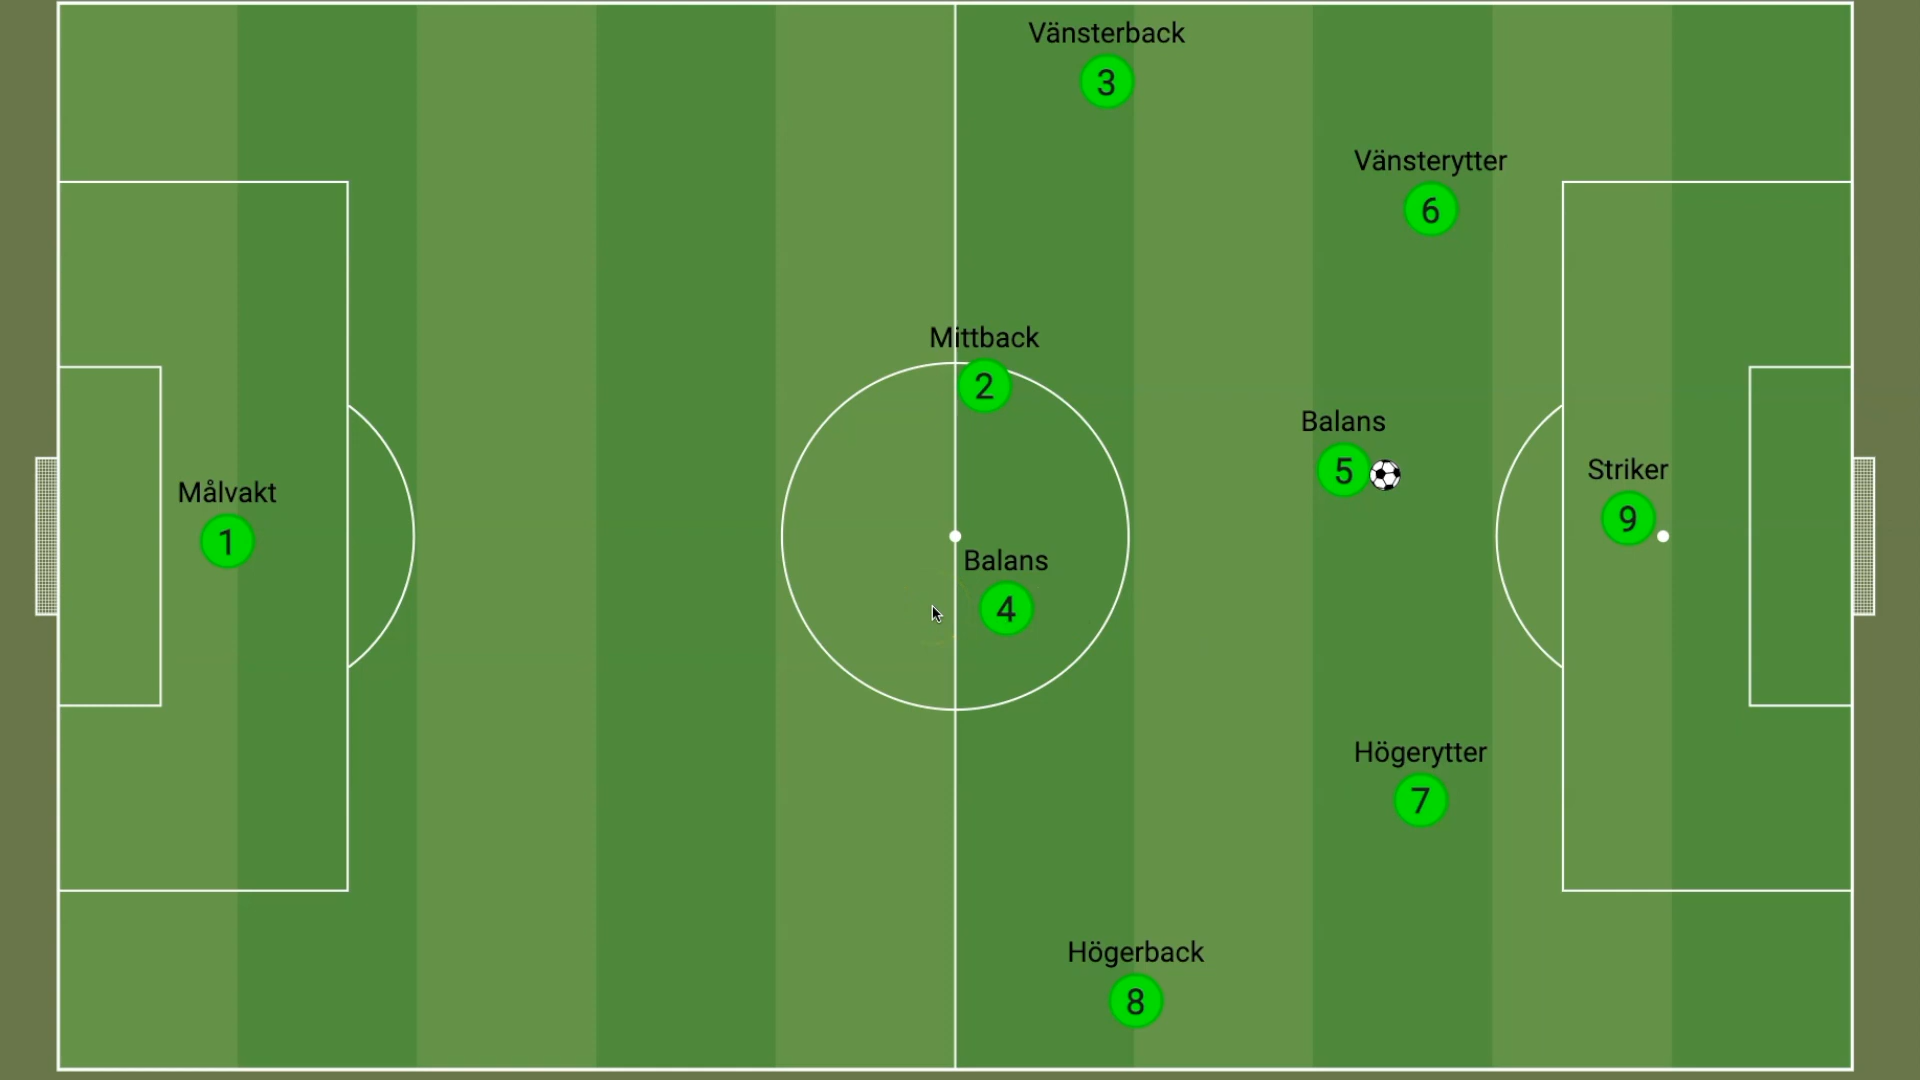 Vänsterback
3
Vänsterytter
6
Mittback
2
Balans
5
Striker
9
Målvakt
1
Balans
4
Högerytter
7
Högerback
8